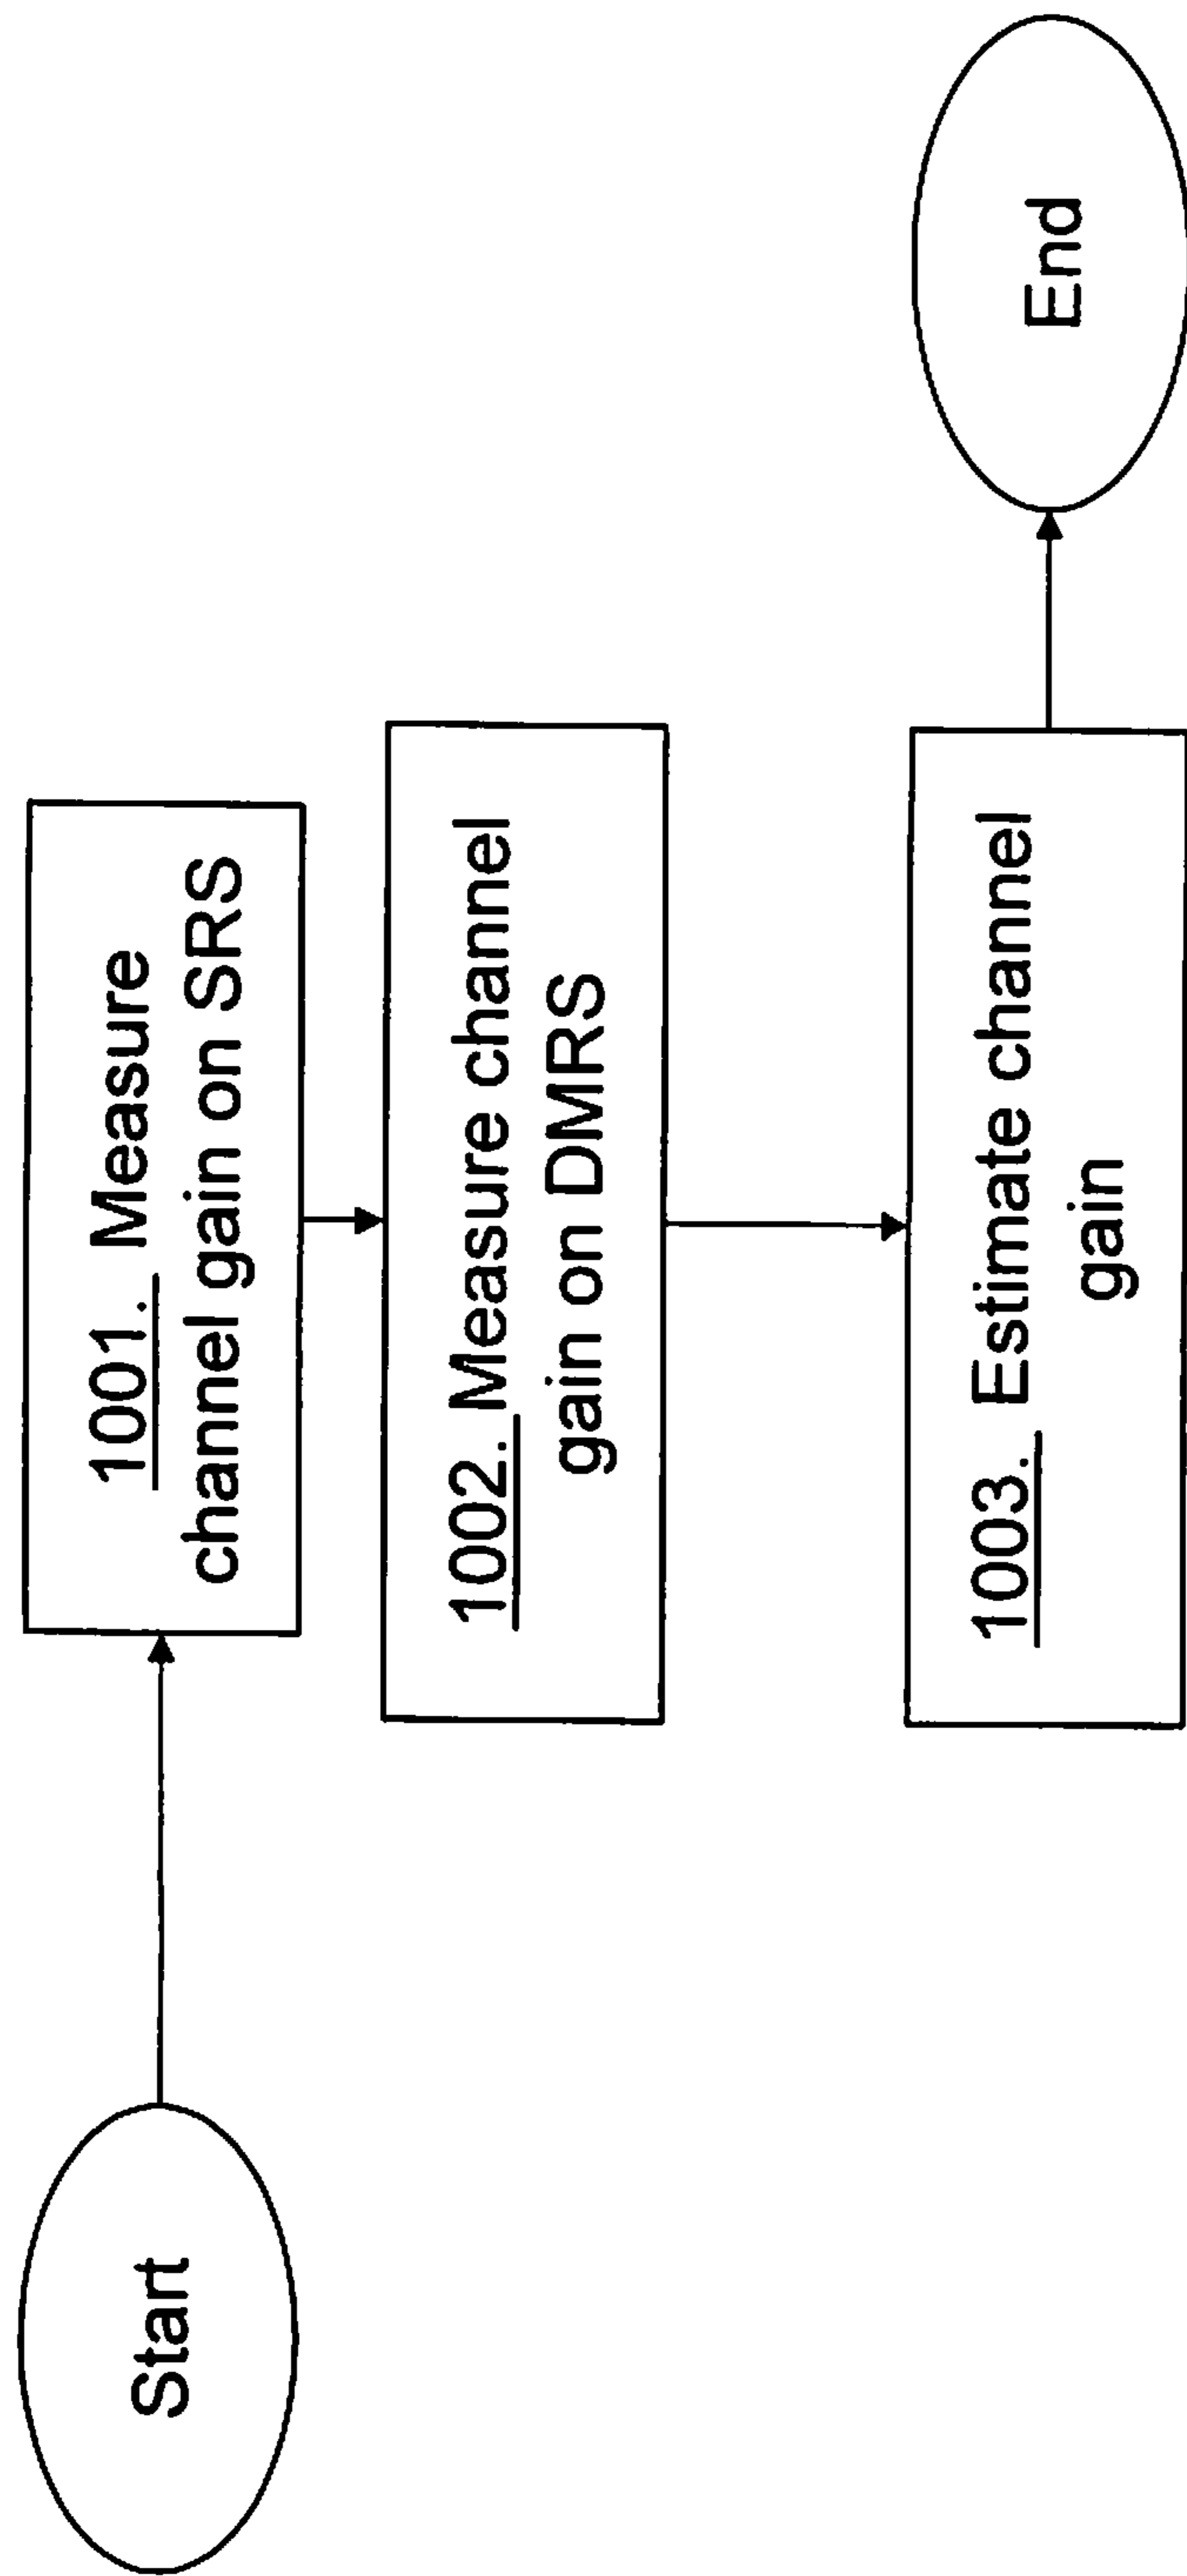 Start
1001. Measure
channel gain on SRS
1002. Measure channel
gain on DMRS
1003. Estimate channel
gain
End